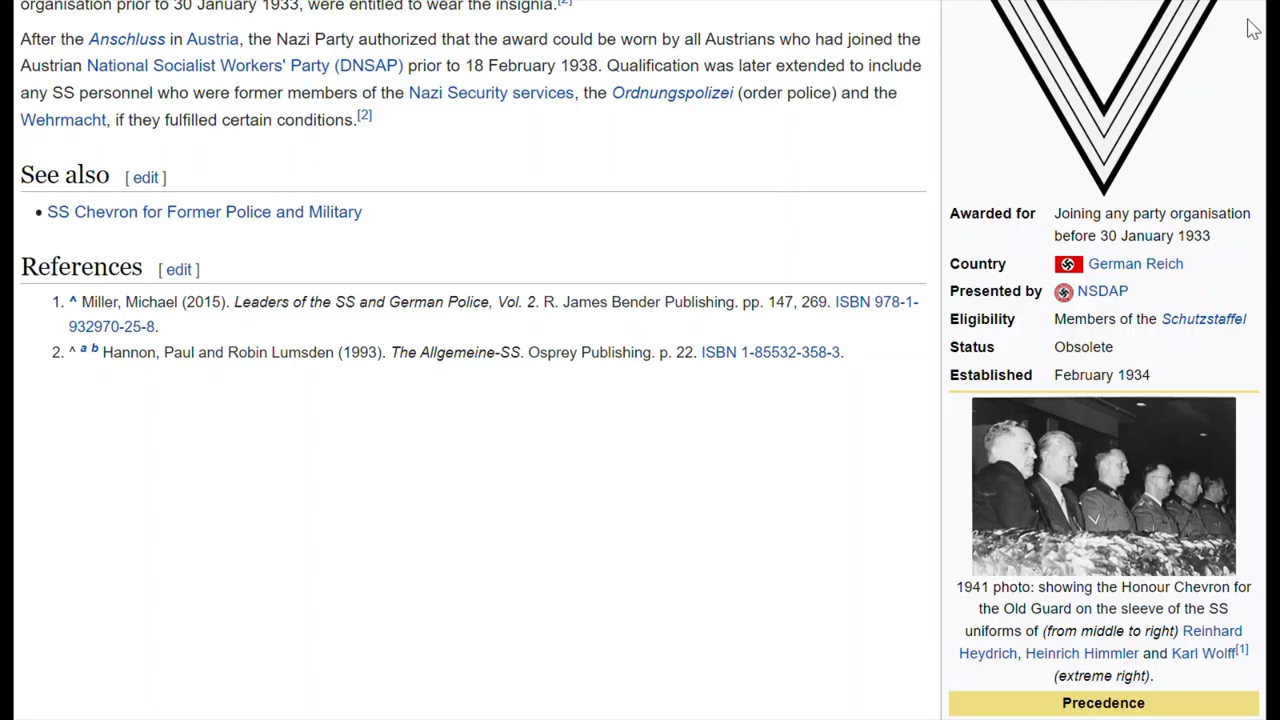 organisation prior to 30 January 1933, were entitled to wear the insignia.[2]
After the Anschluss in Austria, the Nazi Party authorized that the award could be worn by all Austrians who had joined the
Austrian National Socialist Workers' Party (DNSAP) prior to 18 February 1938. Qualification was later extended to include
any SS personnel who were former members of the Nazi Security services, the Ordnungspolizei (order police) and the
Wehrmacht, if they fulfilled certain conditions.[2]
See also [ edit ]
• SS Chevron for Former Police and Military
References [ edit ]
1. ^ Miller, Michael (2015). Leaders of the SS and German Police, Vol. 2. R. James Bender Publishing. pp. 147, 269. ISBN 978-1-
932970-25-8.
2. ^ a b Hannon, Paul and Robin Lumsden (1993). The Allgemeine-SS. Osprey Publishing. p. 22. ISBN 1-85532-358-3.
Awarded for Joining any party organisation
before 30 January 1933
Country German Reich
Presented by NSDAP
Eligibility Members of the Schutzstaffel
Status Obsolete
Established February 1934
1941 photo: showing the Honour Chevron for
the Old Guard on the sleeve of the SS
uniforms of (from middle to right) Reinhard
Heydrich, Heinrich Himmler and Karl Wolff[1]
(extreme right).
Precedence